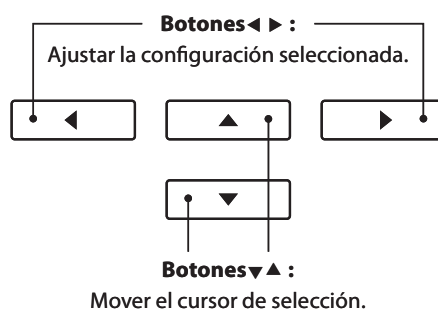 Botones◀ ▶ :
Ajustar la configuración seleccionada.
◀ ▲ ▶
▼
Botones▼▲ :
Mover el cursor de selección.